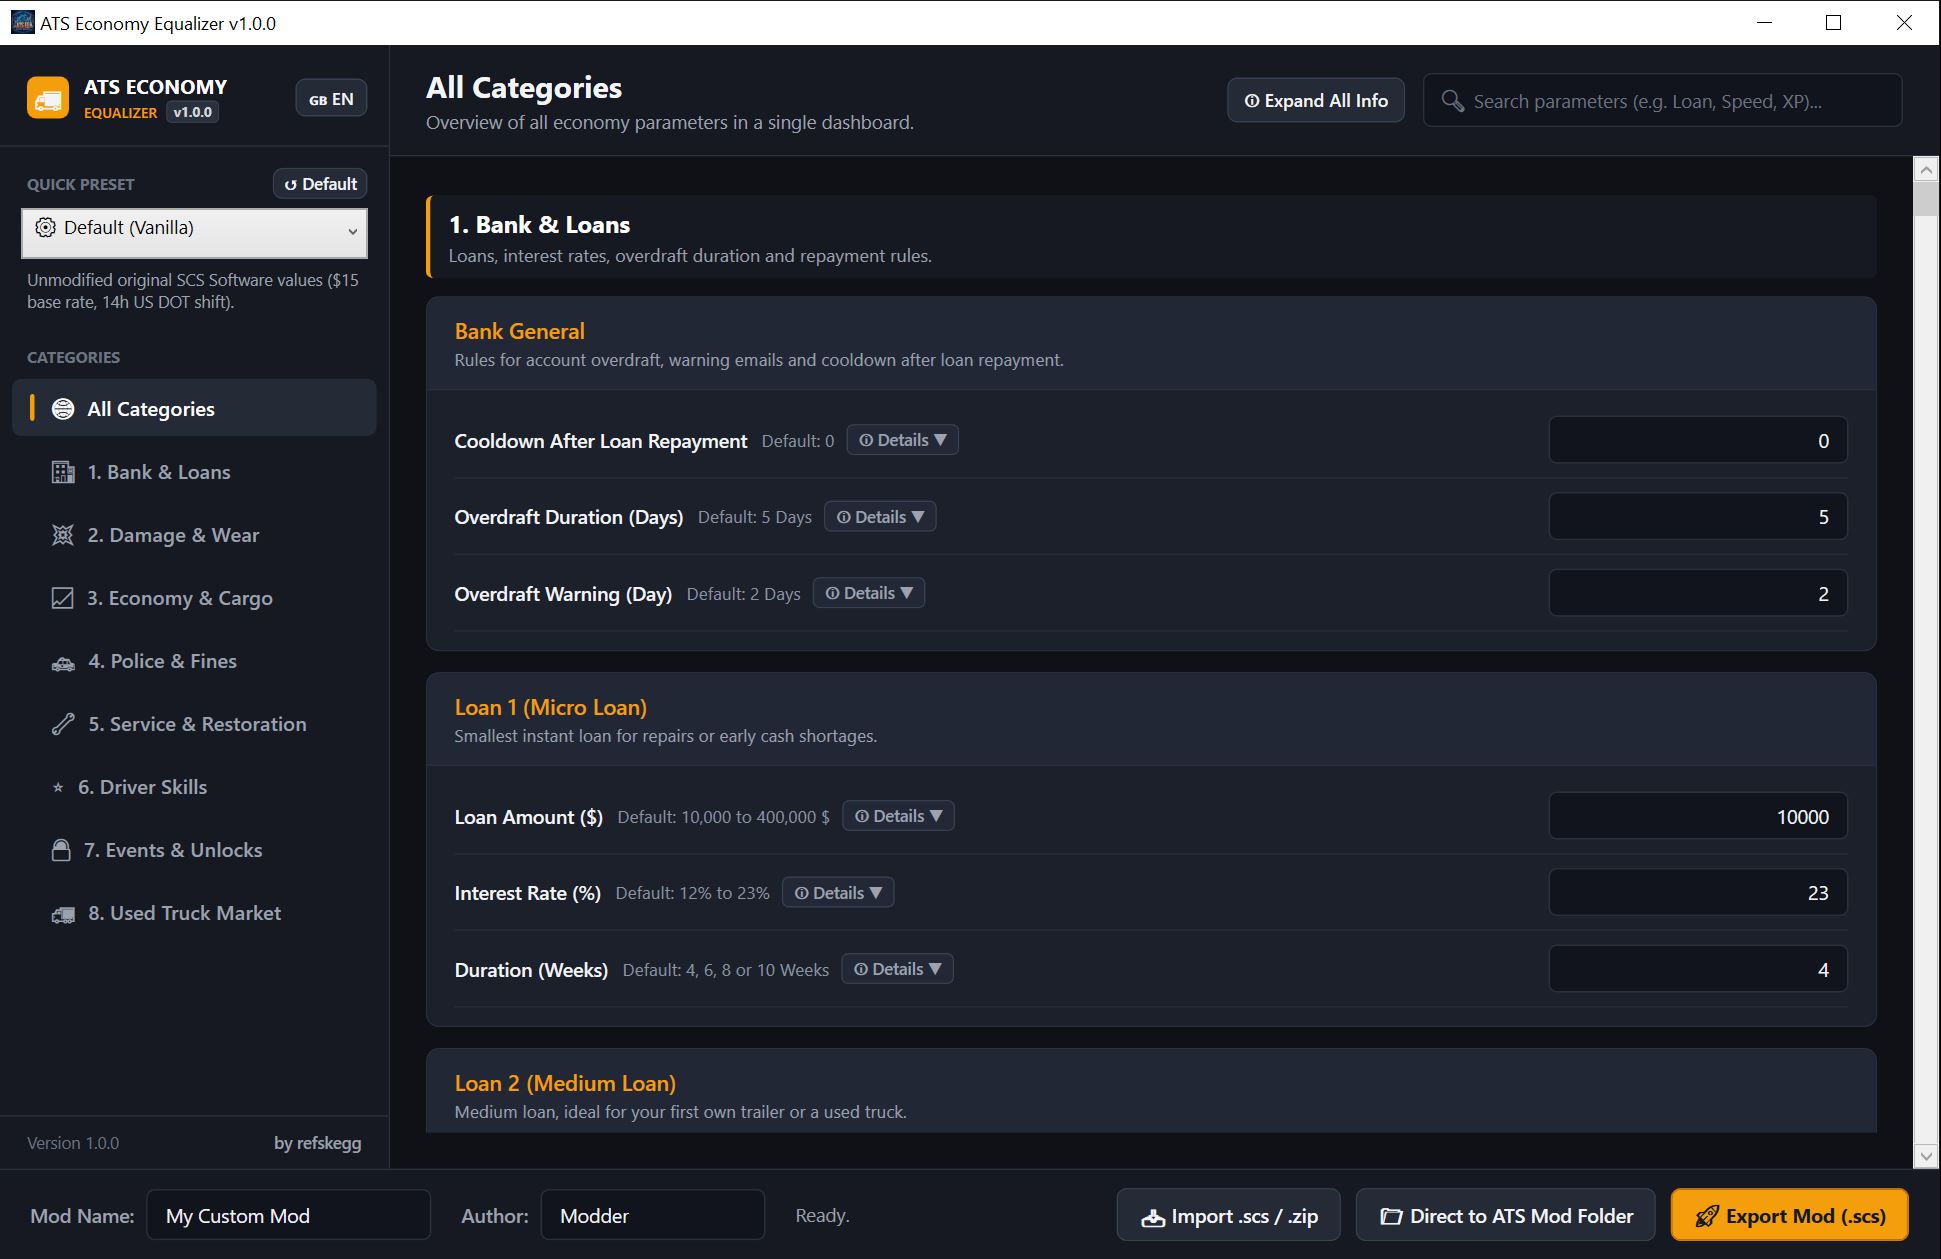 ATS Economy Equalizer v1.0.0
ATS ECONOMY
EQUALIZER v1.0.0
GB EN
QUICK PRESET
↺ Default
Default (Vanilla)
Unmodified original SCS Software values ($15
base rate, 14h US DOT shift).
CATEGORIES
All Categories
1. Bank & Loans
2. Damage & Wear
3. Economy & Cargo
4. Police & Fines
5. Service & Restoration
6. Driver Skills
7. Events & Unlocks
8. Used Truck Market
Version 1.0.0
by refskegg
All Categories
Overview of all economy parameters in a single dashboard.
Expand All Info
Search parameters (e.g. Loan, Speed, XP)...
1. Bank & Loans
Loans, interest rates, overdraft duration and repayment rules.
Bank General
Rules for account overdraft, warning emails and cooldown after loan repayment.
Cooldown After Loan Repayment Default: 0 Details ▼ 0
Overdraft Duration (Days) Default: 5 Days Details ▼ 5
Overdraft Warning (Day) Default: 2 Days Details ▼ 2
Loan 1 (Micro Loan)
Smallest instant loan for repairs or early cash shortages.
Loan Amount ($) Default: 10,000 to 400,000 $ Details ▼ 10000
Interest Rate (%) Default: 12% to 23% Details ▼ 23
Duration (Weeks) Default: 4, 6, 8 or 10 Weeks Details ▼ 4
Loan 2 (Medium Loan)
Medium loan, ideal for your first own trailer or a used truck.
Mod Name: My Custom Mod Author: Modder Ready. Import .scs / .zip Direct to ATS Mod Folder Export Mod (.scs)